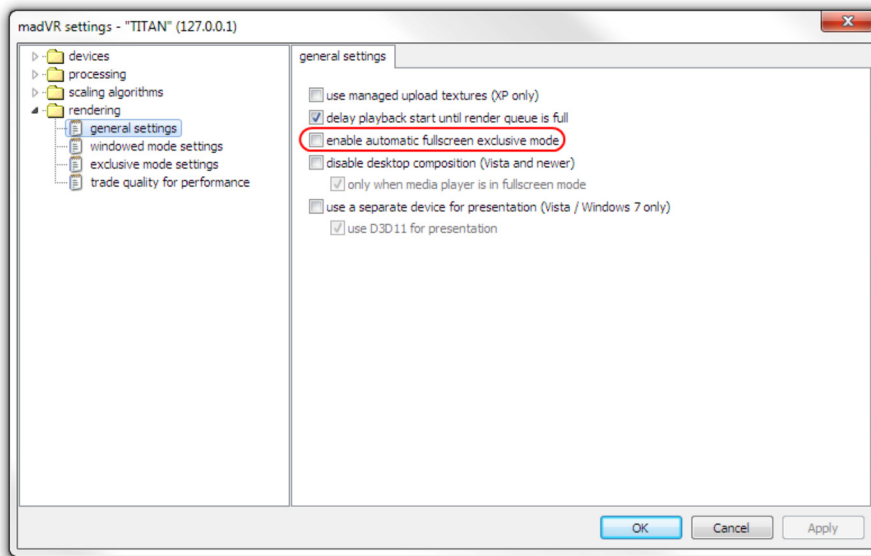 madVR settings - "TITAN" (127.0.0.1)
devices
processing
scaling algorithms
rendering
general settings
windowed mode settings
exclusive mode settings
trade quality for performance
general settings
use managed upload textures (XP only)
delay playback start until render queue is full
enable automatic fullscreen exclusive mode
disable desktop composition (Vista and newer)
only when media player is in fullscreen mode
use a separate device for presentation (Vista / Windows 7 only)
use D3D11 for presentation
OK
Cancel
Apply